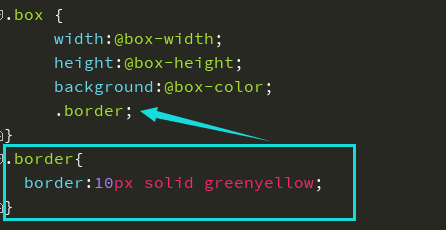 .box {
width:@box-width;
height:@box-height;
background:@box-color;
.border;
}
.border{
border:10px solid greenyellow;
}